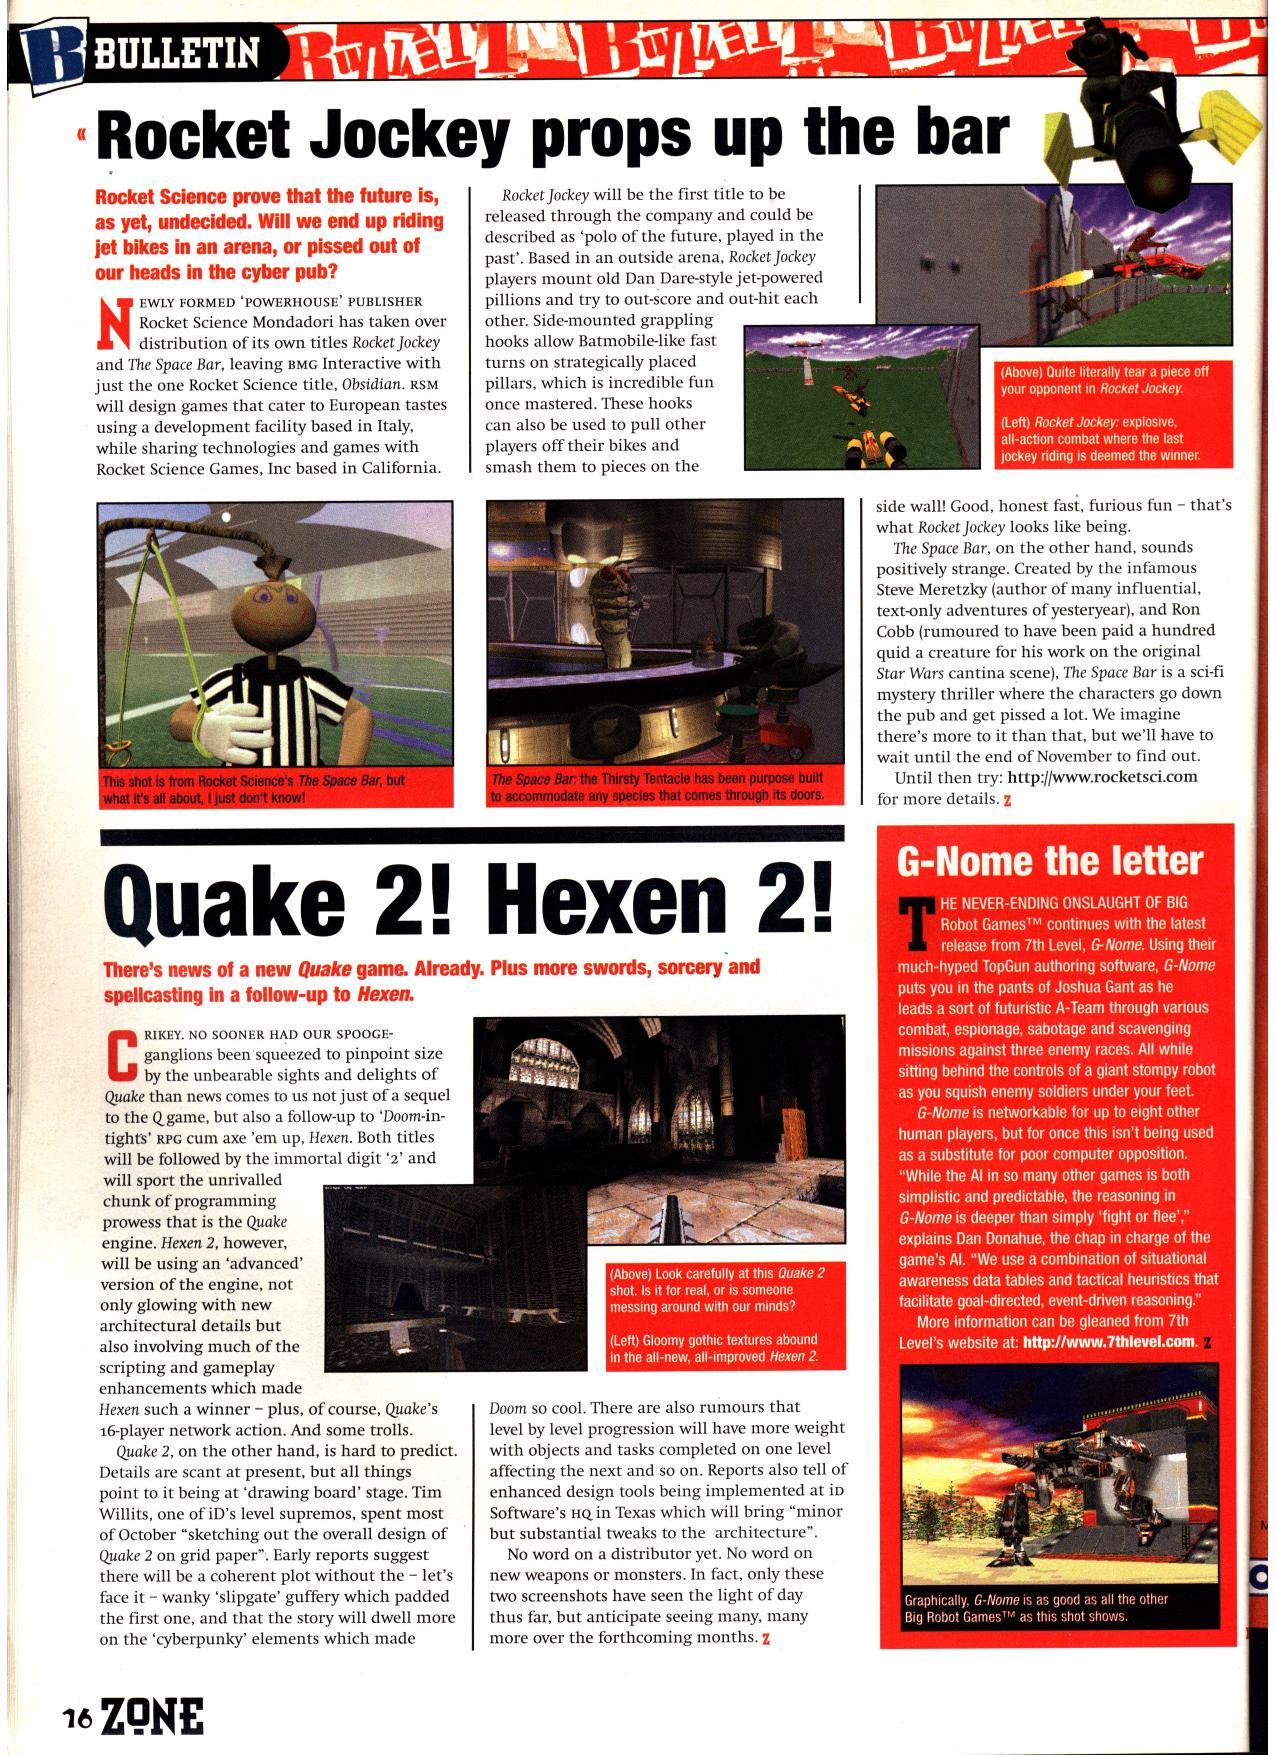 BULLETIN
« Rocket Jockey props up the bar
Rocket Science prove that the future is,
as yet, undecided. Will we end up riding
jet bikes in an arena, or pissed out of
our heads in the cyber pub?
NEWLY FORMED ‘POWERHOUSE’ PUBLISHER
Rocket Science Mondadori has taken over
distribution of its own titles Rocket Jockey
and The Space Bar, leaving BMG Interactive with
just the one Rocket Science title, Obsidian. RSM
will design games that cater to European tastes
using a development facility based in Italy,
while sharing technologies and games with
Rocket Science Games, Inc based in California.
Rocket Jockey will be the first title to be
released through the company and could be
described as ‘polo of the future, played in the
past’. Based in an outside arena, Rocket Jockey
players mount old Dan Dare-style jet-powered
pillions and try to out-score and out-hit each
other. Side-mounted grappling
hooks allow Batmobile-like fast
turns on strategically placed
pillars, which is incredible fun
once mastered. These hooks
can also be used to pull other
players off their bikes and
smash them to pieces on the
(Above) Quite literally tear a piece off
your opponent in Rocket Jockey.
(Left) Rocket Jockey: explosive,
all-action combat where the last
jockey riding is deemed the winner.
This shot is from Rocket Science's The Space Bar, but
what it's all about, I just don't know!
The Space Bar: the Thirsty Tentacle has been purpose built
to accommodate any species that comes through its doors.
side wall! Good, honest fast, furious fun – that's
what Rocket Jockey looks like being.
The Space Bar, on the other hand, sounds
positively strange. Created by the infamous
Steve Meretzky (author of many influential,
text-only adventures of yesteryear), and Ron
Cobb (rumoured to have been paid a hundred
quid a creature for his work on the original
Star Wars cantina scene), The Space Bar is a sci-fi
mystery thriller where the characters go down
the pub and get pissed a lot. We imagine
there's more to it than that, but we'll have to
wait until the end of November to find out.
Until then try: http://www.rocketsci.com
for more details. Z
Quake 2! Hexen 2!
There's news of a new Quake game. Already. Plus more swords, sorcery and
spellcasting in a follow-up to Hexen.
CRIKEY. NO SOONER HAD OUR SPOOGE-
ganglions been squeezed to pinpoint size
by the unbearable sights and delights of
Quake than news comes to us not just of a sequel
to the Q game, but also a follow-up to ‘Doom-in-
tights’ RPG cum axe 'em up, Hexen. Both titles
will be followed by the immortal digit ‘2’ and
will sport the unrivalled
chunk of programming
prowess that is the Quake
engine. Hexen 2, however,
will be using an ‘advanced’
version of the engine, not
only glowing with new
architectural details but
also involving much of the
scripting and gameplay
enhancements which made
Hexen such a winner – plus, of course, Quake's
16-player network action. And some trolls.
Quake 2, on the other hand, is hard to predict.
Details are scant at present, but all things
point to it being at ‘drawing board’ stage. Tim
Willits, one of iD's level supremos, spent most
of October “sketching out the overall design of
Quake 2 on grid paper”. Early reports suggest
there will be a coherent plot without the – let's
face it – wanky ‘slipgate’ guffery which padded
the first one, and that the story will dwell more
on the ‘cyberpunky’ elements which made
(Above) Look carefully at this Quake 2
shot. Is it for real, or is someone
messing around with our minds?
(Left) Gloomy gothic textures abound
in the all-new, all-improved Hexen 2.
Doom so cool. There are also rumours that
level by level progression will have more weight
with objects and tasks completed on one level
affecting the next and so on. Reports also tell of
enhanced design tools being implemented at iD
Software's HQ in Texas which will bring “minor
but substantial tweaks to the architecture”.
No word on a distributor yet. No word on
new weapons or monsters. In fact, only these
two screenshots have seen the light of day
thus far, but anticipate seeing many, many
more over the forthcoming months. Z
G-Nome the letter
THE NEVER-ENDING ONSLAUGHT OF BIG
Robot Games™ continues with the latest
release from 7th Level, G-Nome. Using their
much-hyped TopGun authoring software, G-Nome
puts you in the pants of Joshua Gant as he
leads a sort of futuristic A-Team through various
combat, espionage, sabotage and scavenging
missions against three enemy races. All while
sitting behind the controls of a giant stompy robot
as you squish enemy soldiers under your feet.
G-Nome is networkable for up to eight other
human players, but for once this isn't being used
as a substitute for poor computer opposition.
“While the AI in so many other games is both
simplistic and predictable, the reasoning in
G-Nome is deeper than simply ‘fight or flee’,”
explains Dan Donahue, the chap in charge of the
game's AI. “We use a combination of situational
awareness data tables and tactical heuristics that
facilitate goal-directed, event-driven reasoning.”
More information can be gleaned from 7th
Level's website at: http://www.7thlevel.com. Z
Graphically, G-Nome is as good as all the other
Big Robot Games™ as this shot shows.
16 ZONE